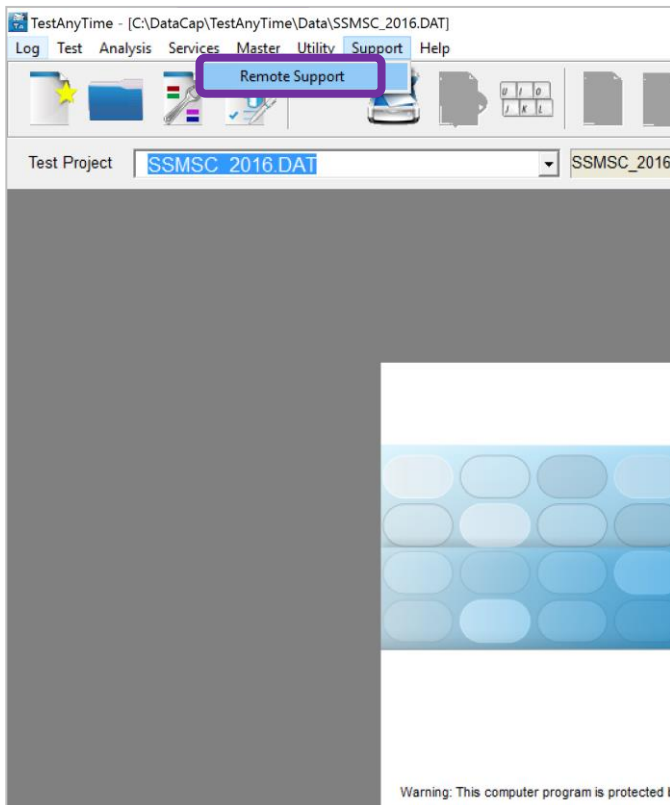 TestAnyTime - [C:\DataCap\TestAnyTime\Data\SSMSC_2016.DAT]
Log Test Analysis Services Master Utility Support Help
Remote Support
U I O
J K L
Test Project SSMSC_2016.DAT SSMSC_2016
Warning: This computer program is protected